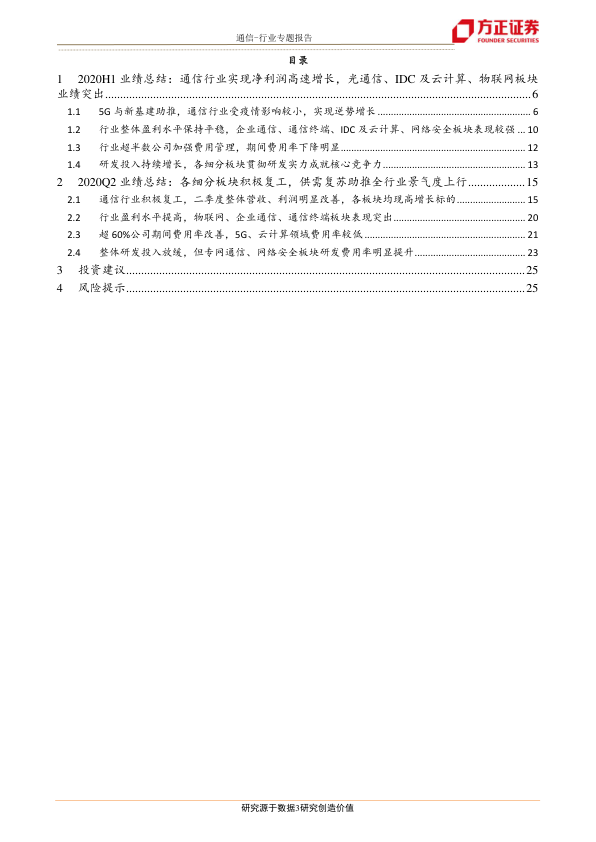 通信-行业专题报告
方正证券
FOUNDER SECURITIES
目录
1 2020H1 业绩总结：通信行业实现净利润高速增长，光通信、IDC 及云计算、物联网板块
业绩突出 6
1.1 5G 与新基建助推，通信行业受疫情影响较小，实现逆势增长 6
1.2 行业整体盈利水平保持平稳，企业通信、通信终端、IDC 及云计算、网络安全板块表现较强 ... 10
1.3 行业超半数公司加强费用管理，期间费用率下降明显 12
1.4 研发投入持续增长，各细分板块贯彻研发实力成就核心竞争力 13
2 2020Q2 业绩总结：各细分板块积极复工，供需复苏助推全行业景气度上行 15
2.1 通信行业积极复工，二季度整体营收、利润明显改善，各板块均现高增长标的 15
2.2 行业盈利水平提高，物联网、企业通信、通信终端板块表现突出 20
2.3 超 60%公司期间费用率改善，5G、云计算领域费用率较低 21
2.4 整体研发投入放缓，但专网通信、网络安全板块研发费用率明显提升 23
3 投资建议 25
4 风险提示 25
研究源于数据3研究创造价值